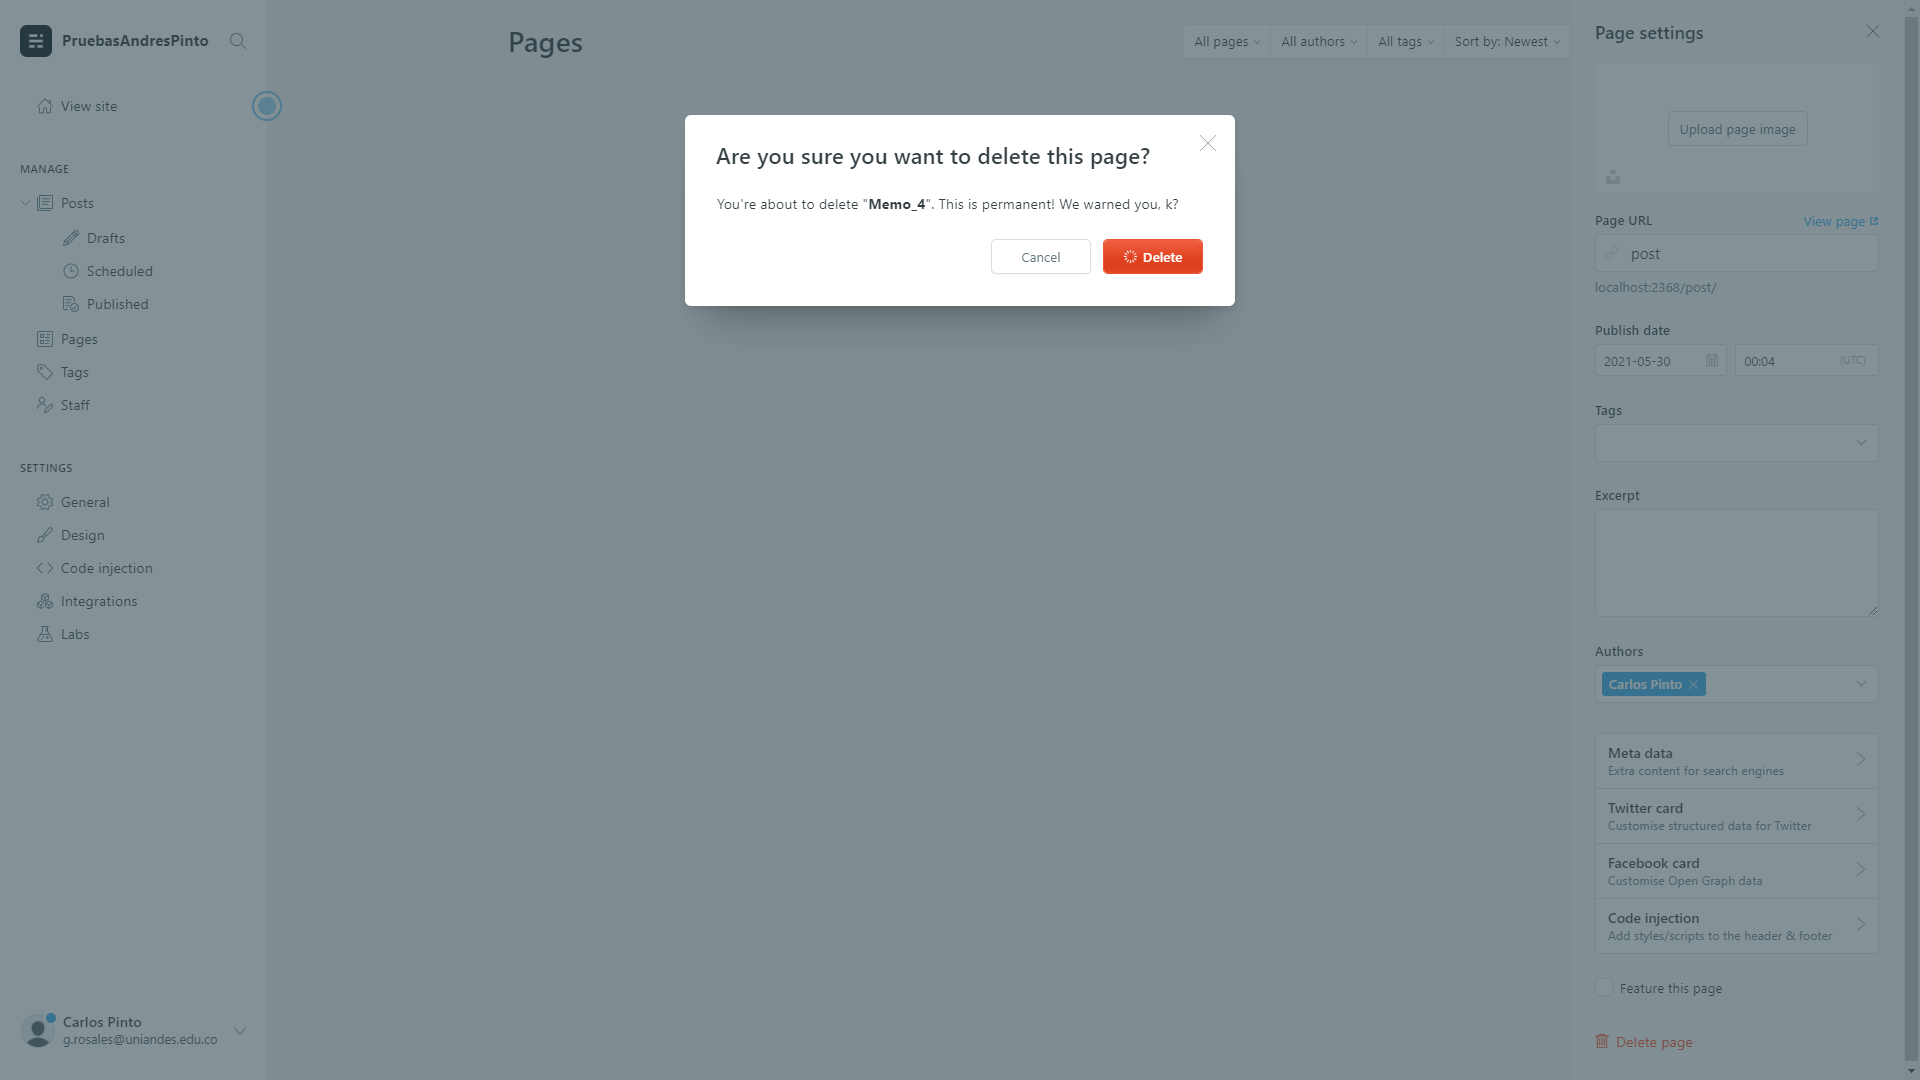 PruebasAndresPinto
View site
MANAGE
Posts
Drafts
Scheduled
Published
Pages
Tags
Staff
SETTINGS
General
Design
Code injection
Integrations
Labs
Carlos Pinto
g.rosales@uniandes.edu.co
Pages
All pages
All authors
All tags
Sort by: Newest
Are you sure you want to delete this page?
You're about to delete "Memo_4". This is permanent! We warned you, k?
Cancel
Delete
Page settings
Upload page image
Page URL
View page
post
localhost:2368/post/
Publish date
2021-05-30
00:04
(UTC)
Tags
Excerpt
Authors
Carlos Pinto
Meta data
Extra content for search engines
Twitter card
Customise structured data for Twitter
Facebook card
Customise Open Graph data
Code injection
Add styles/scripts to the header & footer
Feature this page
Delete page